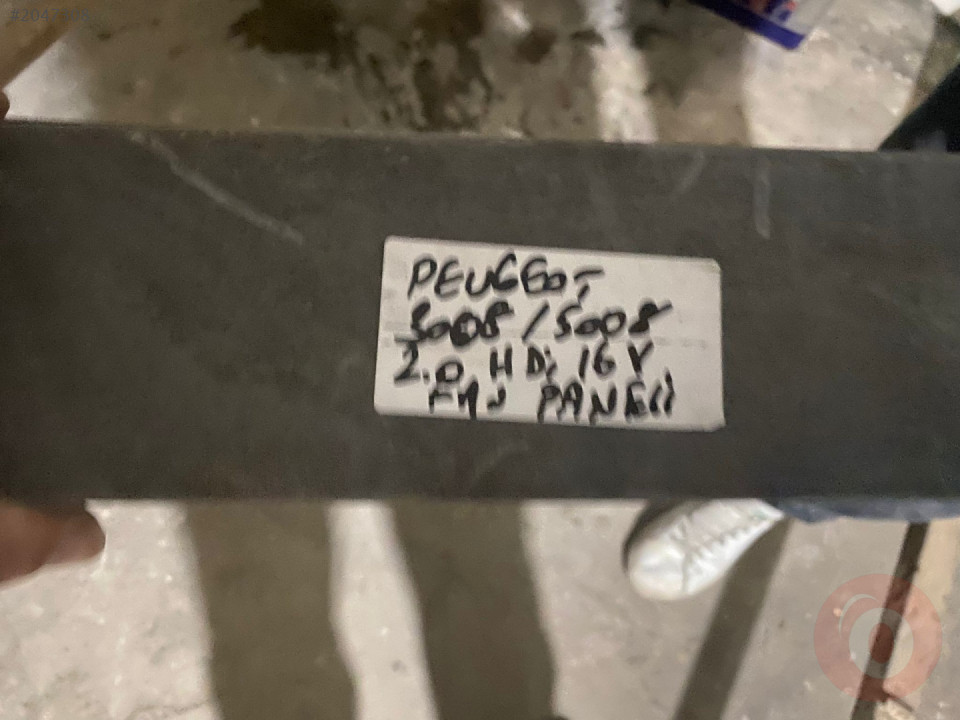 PEUGEOT
3008 / 5008
2.0 HDi 16V
FAN PANELİ